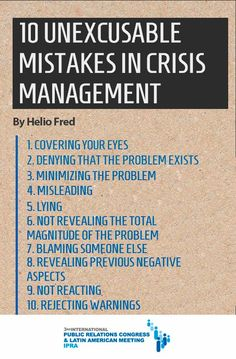 10 UNEXCUSABLE
MISTAKES IN CRISIS
MANAGEMENT
By Helio Fred
1. COVERING YOUR EYES
2. DENYING THAT THE PROBLEM EXISTS
3. MINIMIZING THE PROBLEM
4. MISLEADING
5. LYING
6. NOT REVEALING THE TOTAL
MAGNITUDE OF THE PROBLEM
7. BLAMING SOMEONE ELSE
8. REVEALING PREVIOUS NEGATIVE
ASPECTS
9. NOT REACTING
10. REJECTING WARNINGS
3RD INTERNATIONAL
PUBLIC RELATIONS CONGRESS
& LATIN AMERICAN MEETING
IPRA